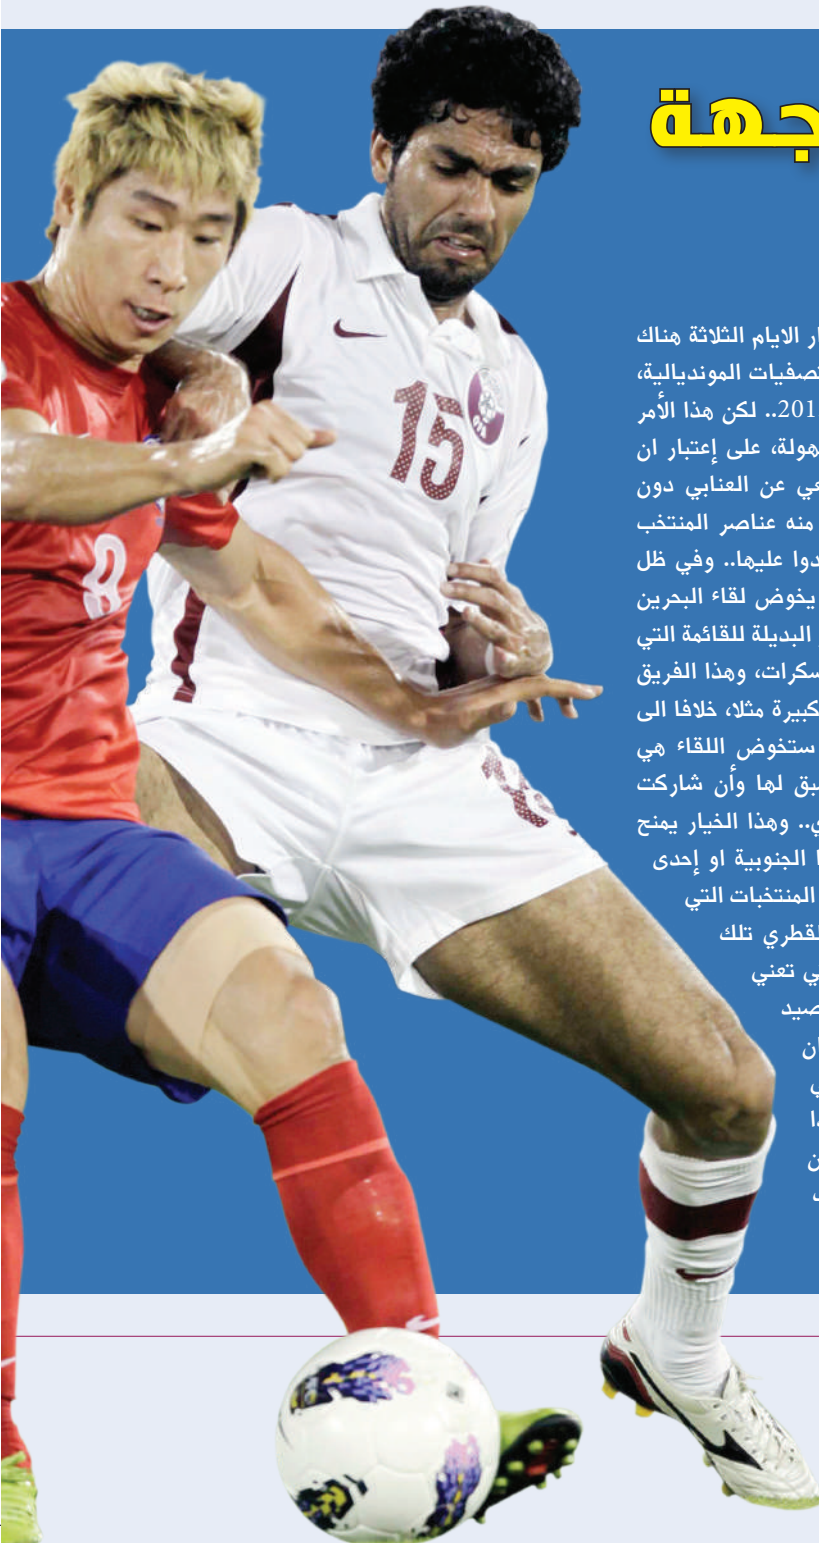 جهة
ار الايام الثلاثة هناك
تصفيات المونديالية،
201.. لكن هذا الأمر
هولة، على إعتبار ان
عي عن العنابي دون
منه عناصر المنتخب
دوا عليها.. وفي ظل
يخوض لقاء البحرين
البديلة للقائمة التي
سكرات، وهذا الفريق
كبيرة مثلا، خلافا الى
ستخوض اللقاء هي
بق لها وأن شاركت
ي.. وهذا الخيار يمنح
ا الجنوبية او إحدى
المنتخبات التي
لقطري تلك
ي تعني
صيد
ان
ي
ا
ن
15
8